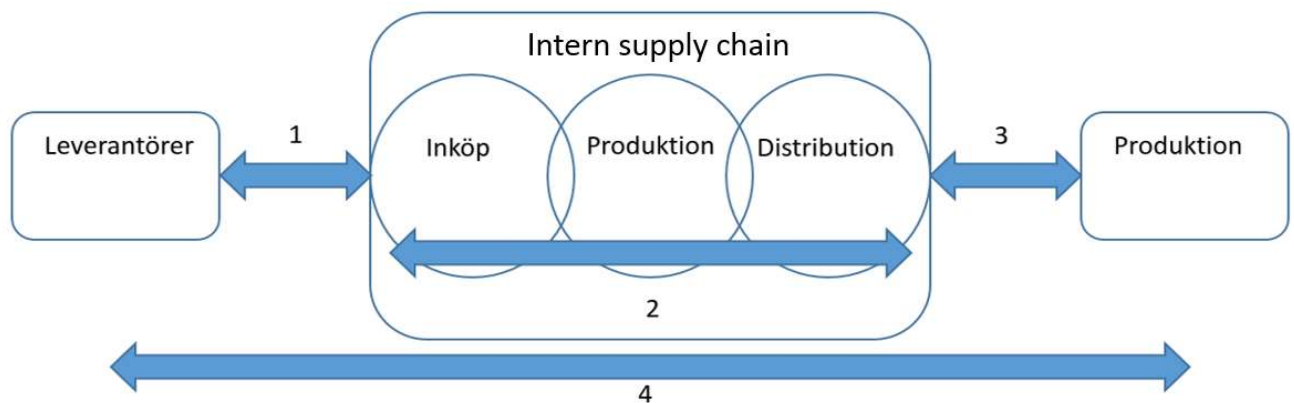 Intern supply chain
Leverantörer
1
Inköp
Produktion
Distribution
3
Produktion
2
4